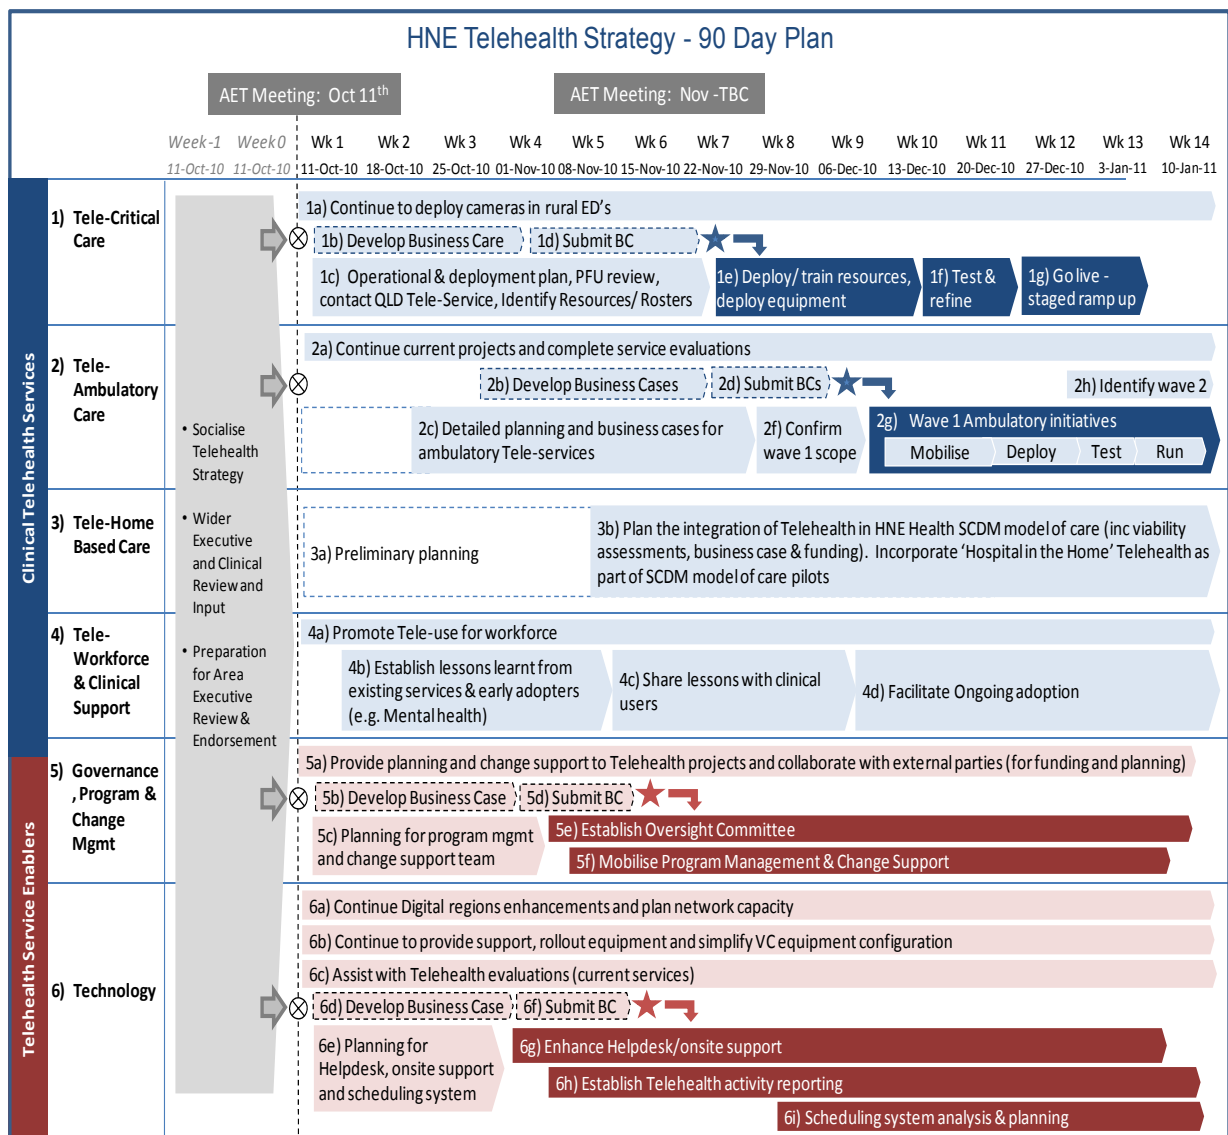 HNE Telehealth Strategy - 90 Day Plan
AET Meeting: Oct 11th
AET Meeting: Nov -TBC
Week -1 Week 0 Wk 1 Wk 2 Wk 3 Wk 4 Wk 5 Wk 6 Wk 7 Wk 8 Wk 9 Wk 10 Wk 11 Wk 12 Wk 13 Wk 14
11-Oct-10 11-Oct-10 11-Oct-10 18-Oct-10 25-Oct-10 01-Nov-10 08-Nov-10 15-Nov-10 22-Nov-10 29-Nov-10 06-Dec-10 13-Dec-10 20-Dec-10 27-Dec-10 3-Jan-11 10-Jan-11
Clinical Telehealth Services
Telehealth Service Enablers
• Socialise
Telehealth
Strategy
• Wider
Executive
and Clinical
Review and
Input
• Preparation
for Area
Executive
Review &
Endorsement
1) Tele-Critical
Care
1a) Continue to deploy cameras in rural ED's
1b) Develop Business Care
1d) Submit BC
1c) Operational & deployment plan, PFU review,
contact QLD Tele-Service, Identify Resources/ Rosters
1e) Deploy/ train resources,
deploy equipment
1f) Test &
refine
1g) Go live -
staged ramp up
2) Tele-
Ambulatory
Care
2a) Continue current projects and complete service evaluations
2b) Develop Business Cases
2d) Submit BCs
2h) Identify wave 2
2c) Detailed planning and business cases for
ambulatory Tele-services
2f) Confirm
wave 1 scope
2g) Wave 1 Ambulatory initiatives
Mobilise Deploy Test Run
3) Tele-Home
Based Care
3a) Preliminary planning
3b) Plan the integration of Telehealth in HNE Health SCDM model of care (inc viability
assessments, business case & funding). Incorporate 'Hospital in the Home' Telehealth as
part of SCDM model of care pilots
4) Tele-
Workforce
& Clinical
Support
4a) Promote Tele-use for workforce
4b) Establish lessons learnt from
existing services & early adopters
(e.g. Mental health)
4c) Share lessons with clinical
users
4d) Facilitate Ongoing adoption
5) Governance
, Program &
Change
Mgmt
5a) Provide planning and change support to Telehealth projects and collaborate with external parties (for funding and planning)
5b) Develop Business Case
5d) Submit BC
5c) Planning for program mgmt
and change support team
5e) Establish Oversight Committee
5f) Mobilise Program Management & Change Support
6) Technology
6a) Continue Digital regions enhancements and plan network capacity
6b) Continue to provide support, rollout equipment and simplify VC equipment configuration
6c) Assist with Telehealth evaluations (current services)
6d) Develop Business Case
6f) Submit BC
6e) Planning for
Helpdesk, onsite support
and scheduling system
6g) Enhance Helpdesk/onsite support
6h) Establish Telehealth activity reporting
6i) Scheduling system analysis & planning